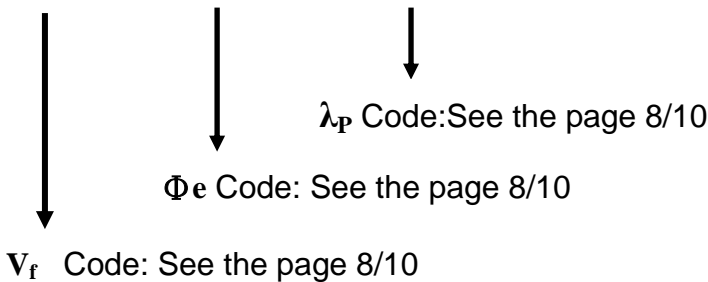 λP Code:See the page 8/10
Φe Code: See the page 8/10
Vf Code: See the page 8/10